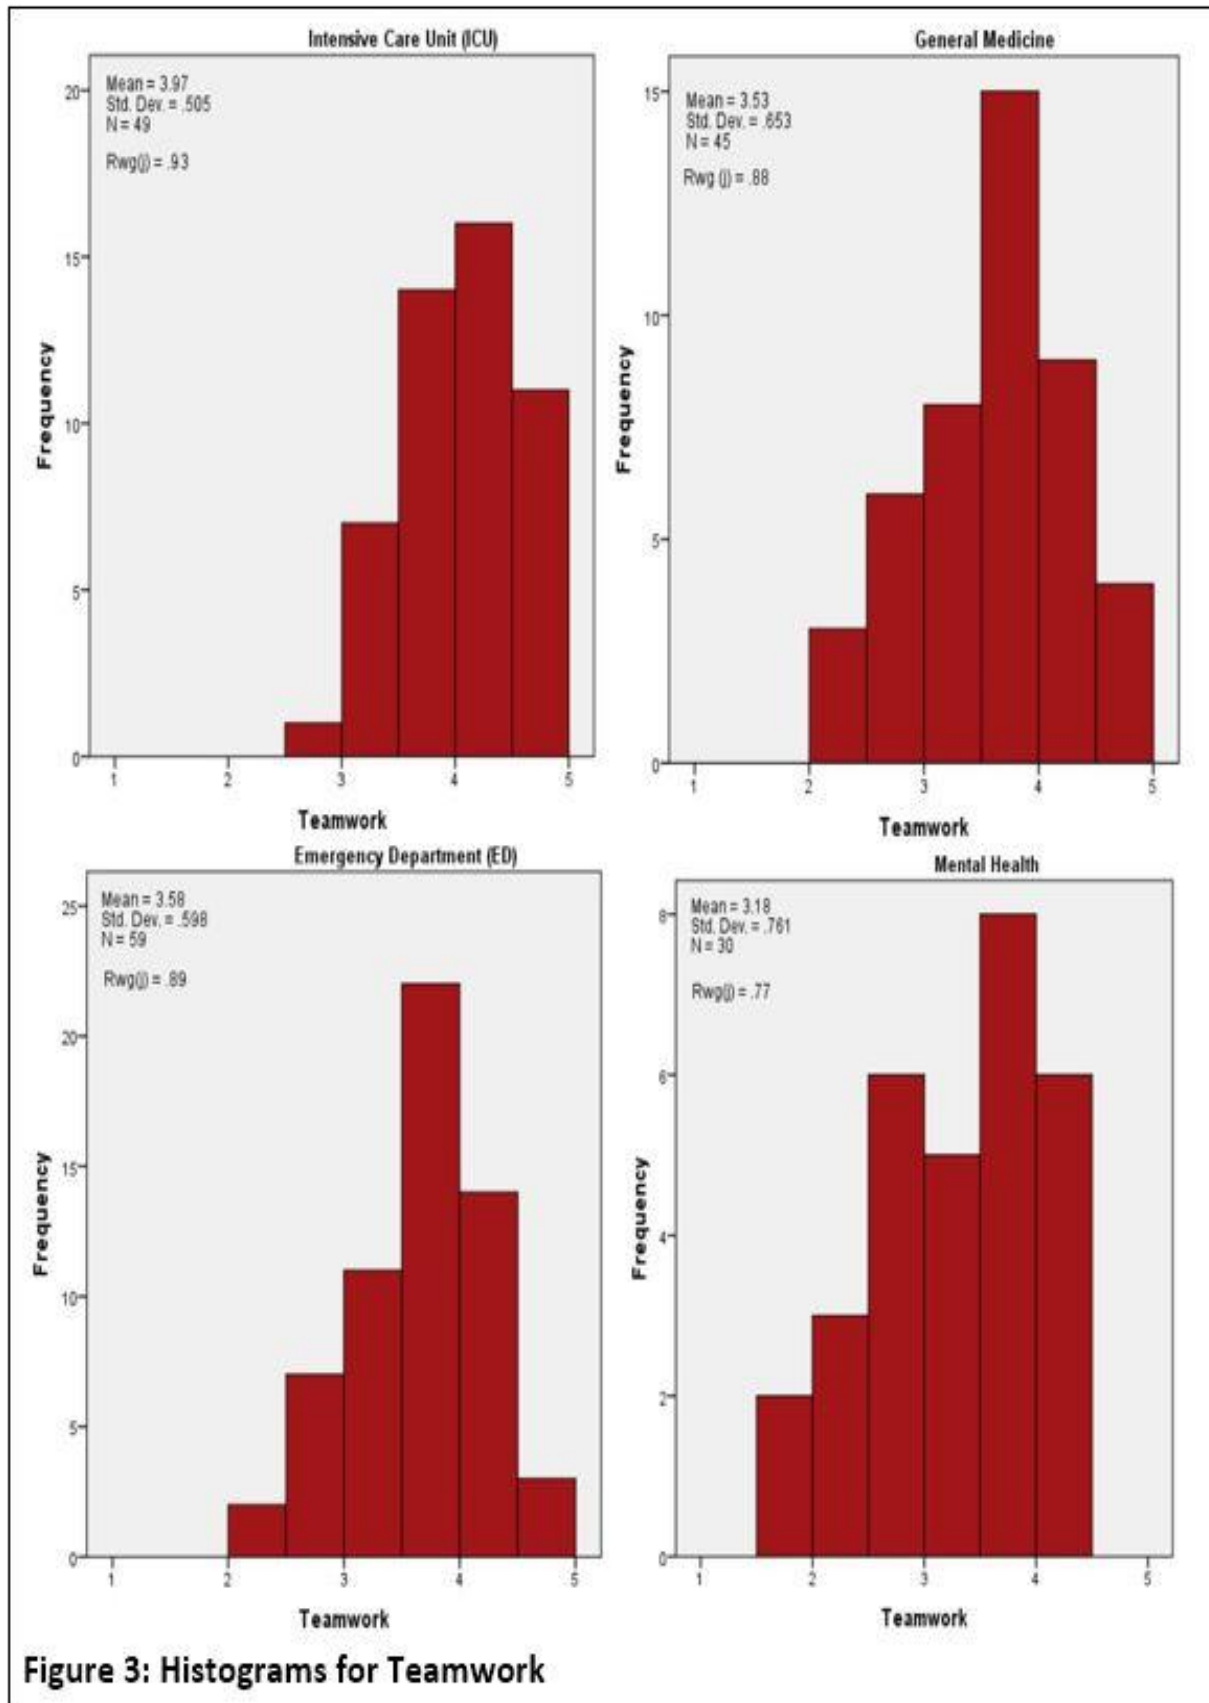 Intensive Care Unit (ICU)
Mean = 3.97
Std. Dev. = .505
N = 49
Rwg(j) = .93
20
15
10
5
0
Frequency
1 2 3 4 5
Teamwork
General Medicine
Mean = 3.53
Std. Dev. = .653
N = 45
Rwg (j) = .88
15
10
5
0
Frequency
1 2 3 4 5
Teamwork
Emergency Department (ED)
Mean = 3.58
Std. Dev. = .598
N = 59
Rwg(j) = .89
25
20
15
10
5
0
Frequency
1 2 3 4 5
Teamwork
Mental Health
Mean = 3.18
Std. Dev. = .761
N = 30
Rwg(j) = .77
8
6
4
2
0
Frequency
1 2 3 4 5
Teamwork
Figure 3: Histograms for Teamwork